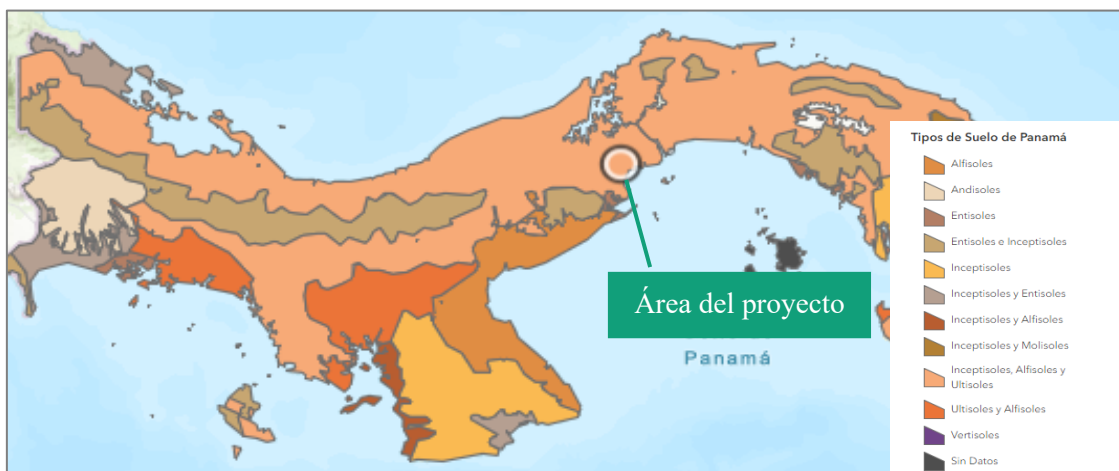 Tipos de Suelo de Panamá
Alfisoles
Andisoles
Entisoles
Entisoles e Inceptisoles
Inceptisoles
Inceptisoles y Entisoles
Inceptisoles y Alfisoles
Inceptisoles y Molisoles
Inceptisoles, Alfisoles y
Ultisoles
Ultisoles y Alfisoles
Vertisoles
Sin Datos
Área del proyecto
Panamá